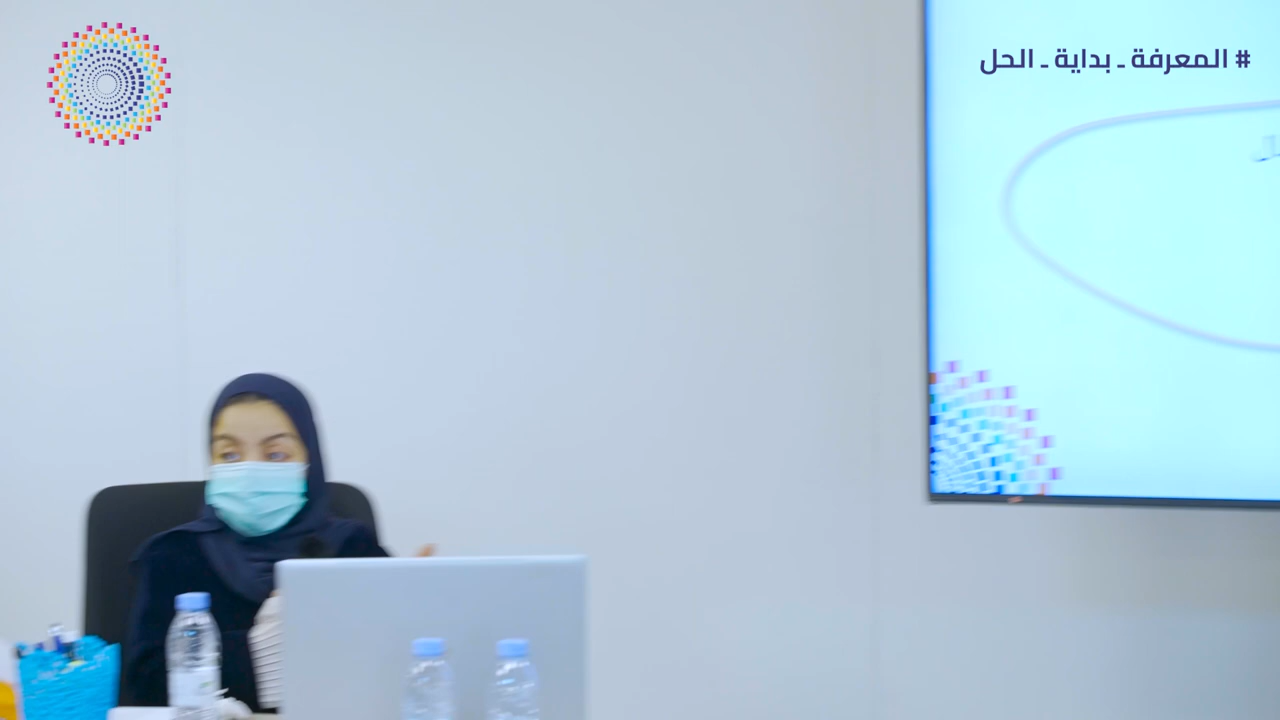 # المعرفة ـ بداية ـ الحل